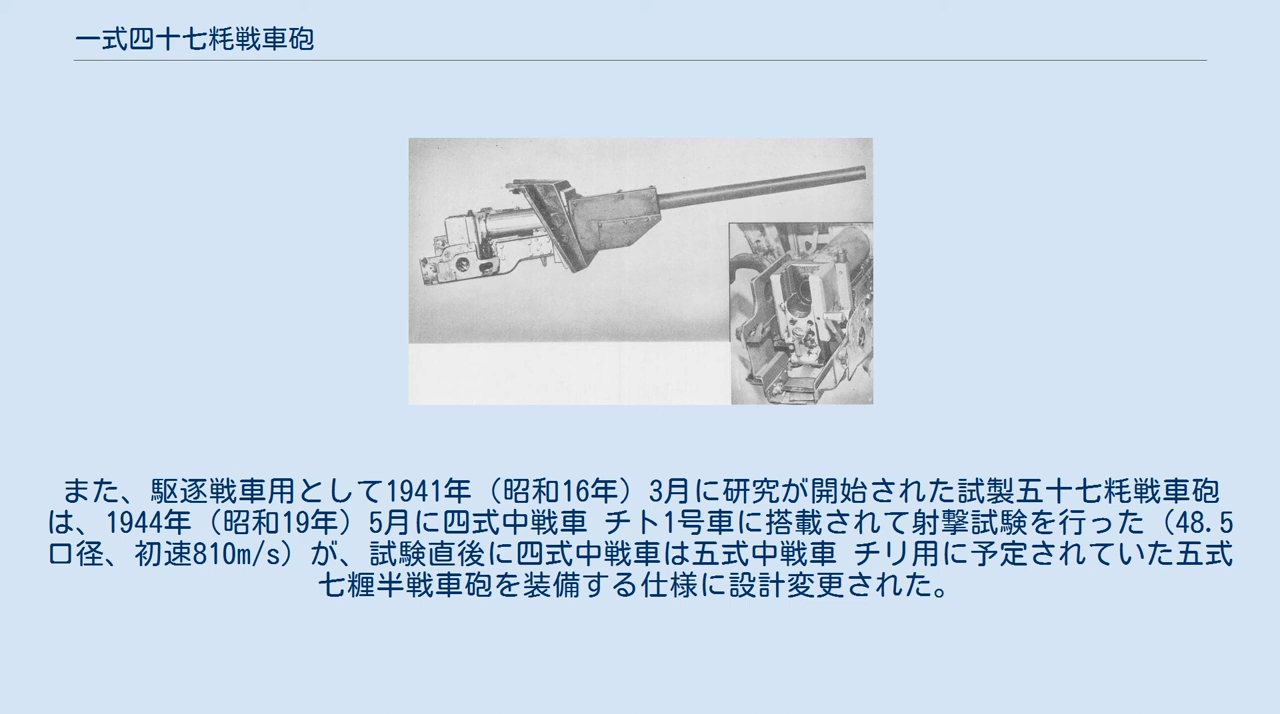 一式四十七粍戦車砲
また、駆逐戦車用として1941年（昭和16年）3月に研究が開始された試製五十七粍戦車砲
は、1944年（昭和19年）5月に四式中戦車 チト1号車に搭載されて射撃試験を行った（48.5
口径、初速810m/s）が、試験直後に四式中戦車は五式中戦車 チリ用に予定されていた五式
七糎半戦車砲を装備する仕様に設計変更された。